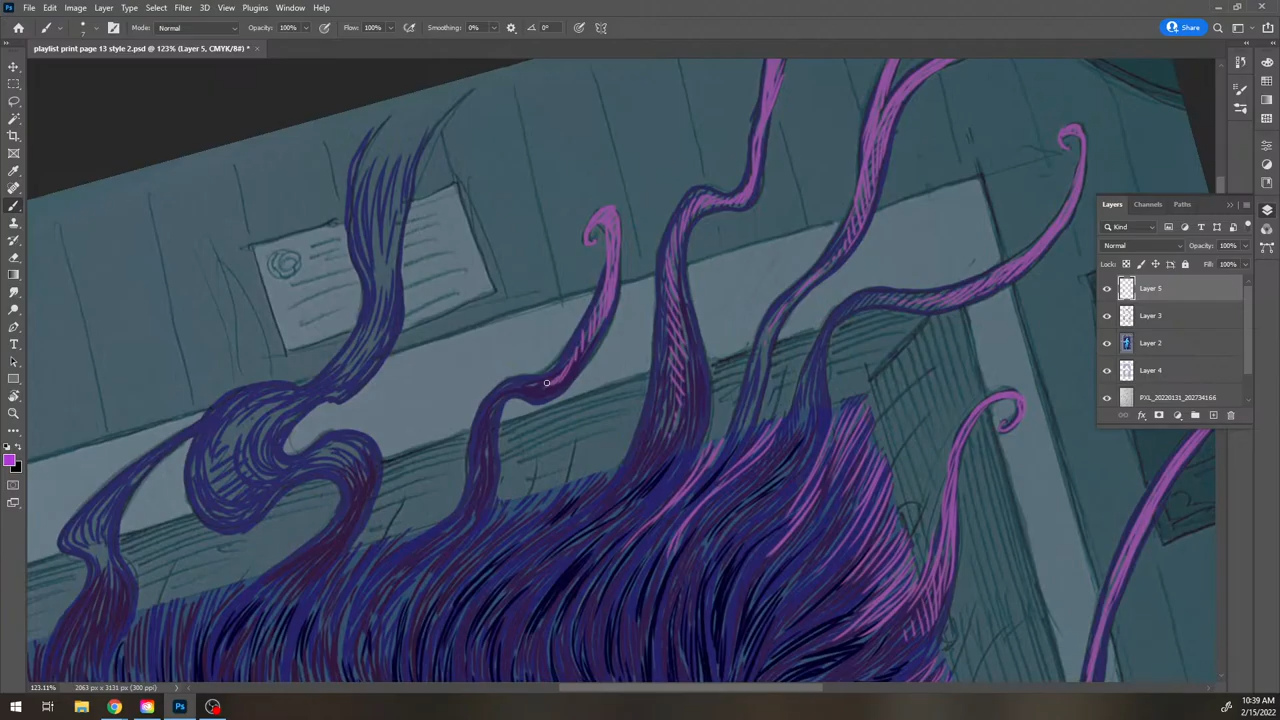 File Edit Image Layer Type Select Filter 3D View Plugins Window Help
7 Mode: Normal Opacity: 100% Flow: 100% Smoothing: 0% 0° Share
playlist print page 13 style 2.psd @ 123% (Layer 5, CMYK/8#) *
Layers Channels Paths
Kind
Normal Opacity: 100%
Lock: Fill: 100%
Layer 5
Layer 3
Layer 2
Layer 4
PXL_20220131_202734166
123.11% 2063 px x 3131 px (300 ppi)
10:39 AM
2/15/2022